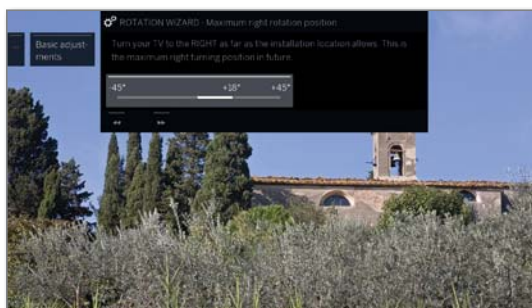 ROTATION WIZARD - Maximum right rotation position
... Basic adjust-
ments
Turn your TV to the RIGHT as far as the installation location allows. This is
the maximum right turning position in future.
-45° +18° +45°